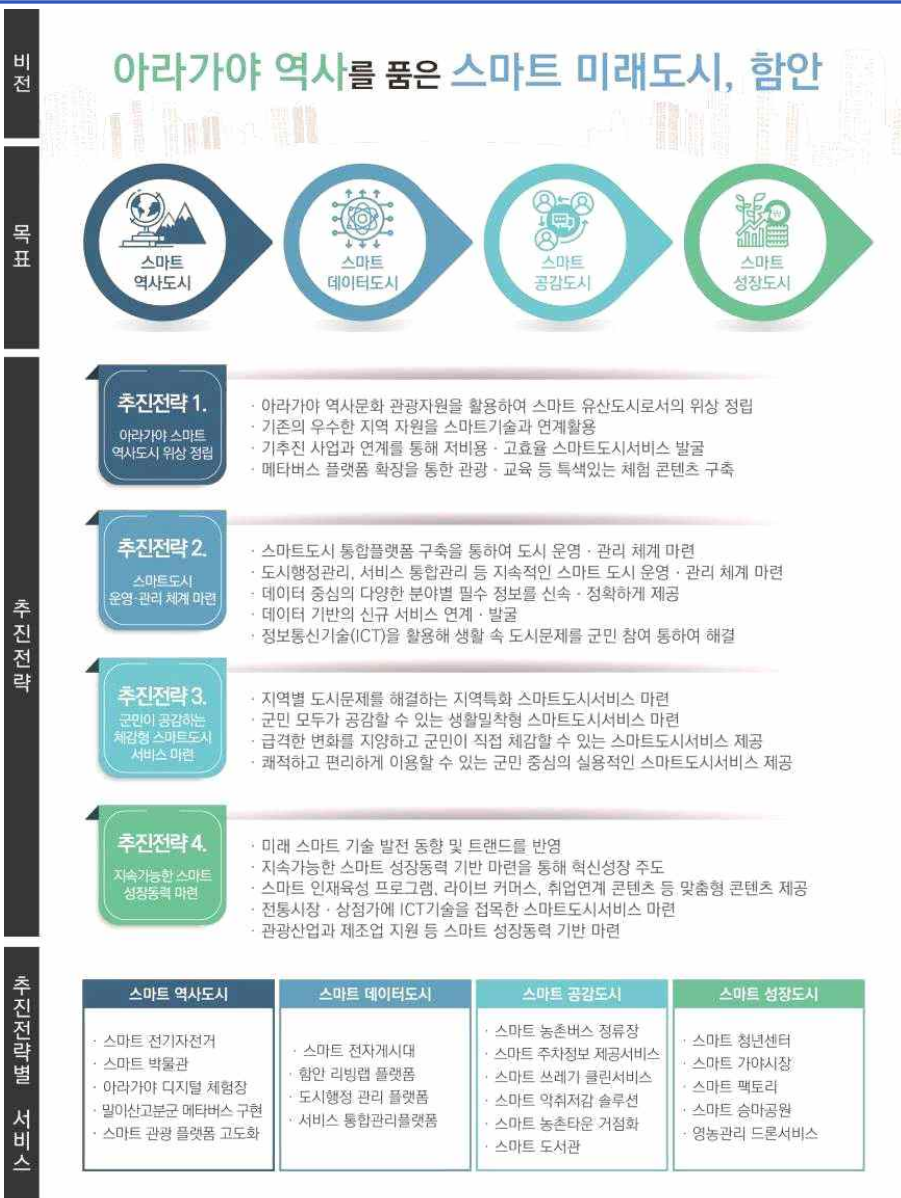 비전
아라가야 역사를 품은 스마트 미래도시, 함안
목표
스마트
역사도시
스마트
데이터도시
스마트
공감도시
스마트
성장도시
추진전략
추진전략 1.
아라가야 스마트
역사도시 위상 정립
· 아라가야 역사문화 관광자원을 활용하여 스마트 유산도시로서의 위상 정립
· 기존의 우수한 지역 자원을 스마트기술과 연계활용
· 기추진 사업과 연계를 통해 저비용 · 고효율 스마트도시서비스 발굴
· 메타버스 플랫폼 확장을 통한 관광 · 교육 등 특색있는 체험 콘텐츠 구축
추진전략 2.
스마트도시
운영·관리 체계 마련
· 스마트도시 통합플랫폼 구축을 통하여 도시 운영 · 관리 체계 마련
· 도시행정관리, 서비스 통합관리 등 지속적인 스마트 도시 운영 · 관리 체계 마련
· 데이터 중심의 다양한 분야별 필수 정보를 신속 · 정확하게 제공
· 데이터 기반의 신규 서비스 연계 · 발굴
· 정보통신기술(ICT)을 활용해 생활 속 도시문제를 군민 참여 통하여 해결
추진전략 3.
군민이 공감하는
체감형 스마트도시
서비스 마련
· 지역별 도시문제를 해결하는 지역특화 스마트도시서비스 마련
· 군민 모두가 공감할 수 있는 생활밀착형 스마트도시서비스 마련
· 급격한 변화를 지양하고 군민이 직접 체감할 수 있는 스마트도시서비스 제공
· 쾌적하고 편리하게 이용할 수 있는 군민 중심의 실용적인 스마트도시서비스 제공
추진전략 4.
지속가능한 스마트
성장동력 마련
· 미래 스마트 기술 발전 동향 및 트랜드를 반영
· 지속가능한 스마트 성장동력 기반 마련을 통해 혁신성장 주도
· 스마트 인재육성 프로그램, 라이브 커머스, 취업연계 콘텐츠 등 맞춤형 콘텐츠 제공
· 전통시장 · 상점가에 ICT기술을 접목한 스마트도시서비스 마련
· 관광산업과 제조업 지원 등 스마트 성장동력 기반 마련
추진전략별 서비스
스마트 역사도시
· 스마트 전기자전거
· 스마트 박물관
· 아라가야 디지털 체험장
· 말이산고분군 메타버스 구현
· 스마트 관광 플랫폼 고도화
스마트 데이터도시
· 스마트 전자게시대
· 함안 리빙랩 플랫폼
· 도시행정 관리 플랫폼
· 서비스 통합관리플랫폼
스마트 공감도시
· 스마트 농촌버스 정류장
· 스마트 주차정보 제공서비스
· 스마트 쓰레기 클린서비스
· 스마트 악취저감 솔루션
· 스마트 농촌타운 거점화
· 스마트 도서관
스마트 성장도시
· 스마트 청년센터
· 스마트 가야시장
· 스마트 팩토리
· 스마트 승마공원
· 영농관리 드론서비스